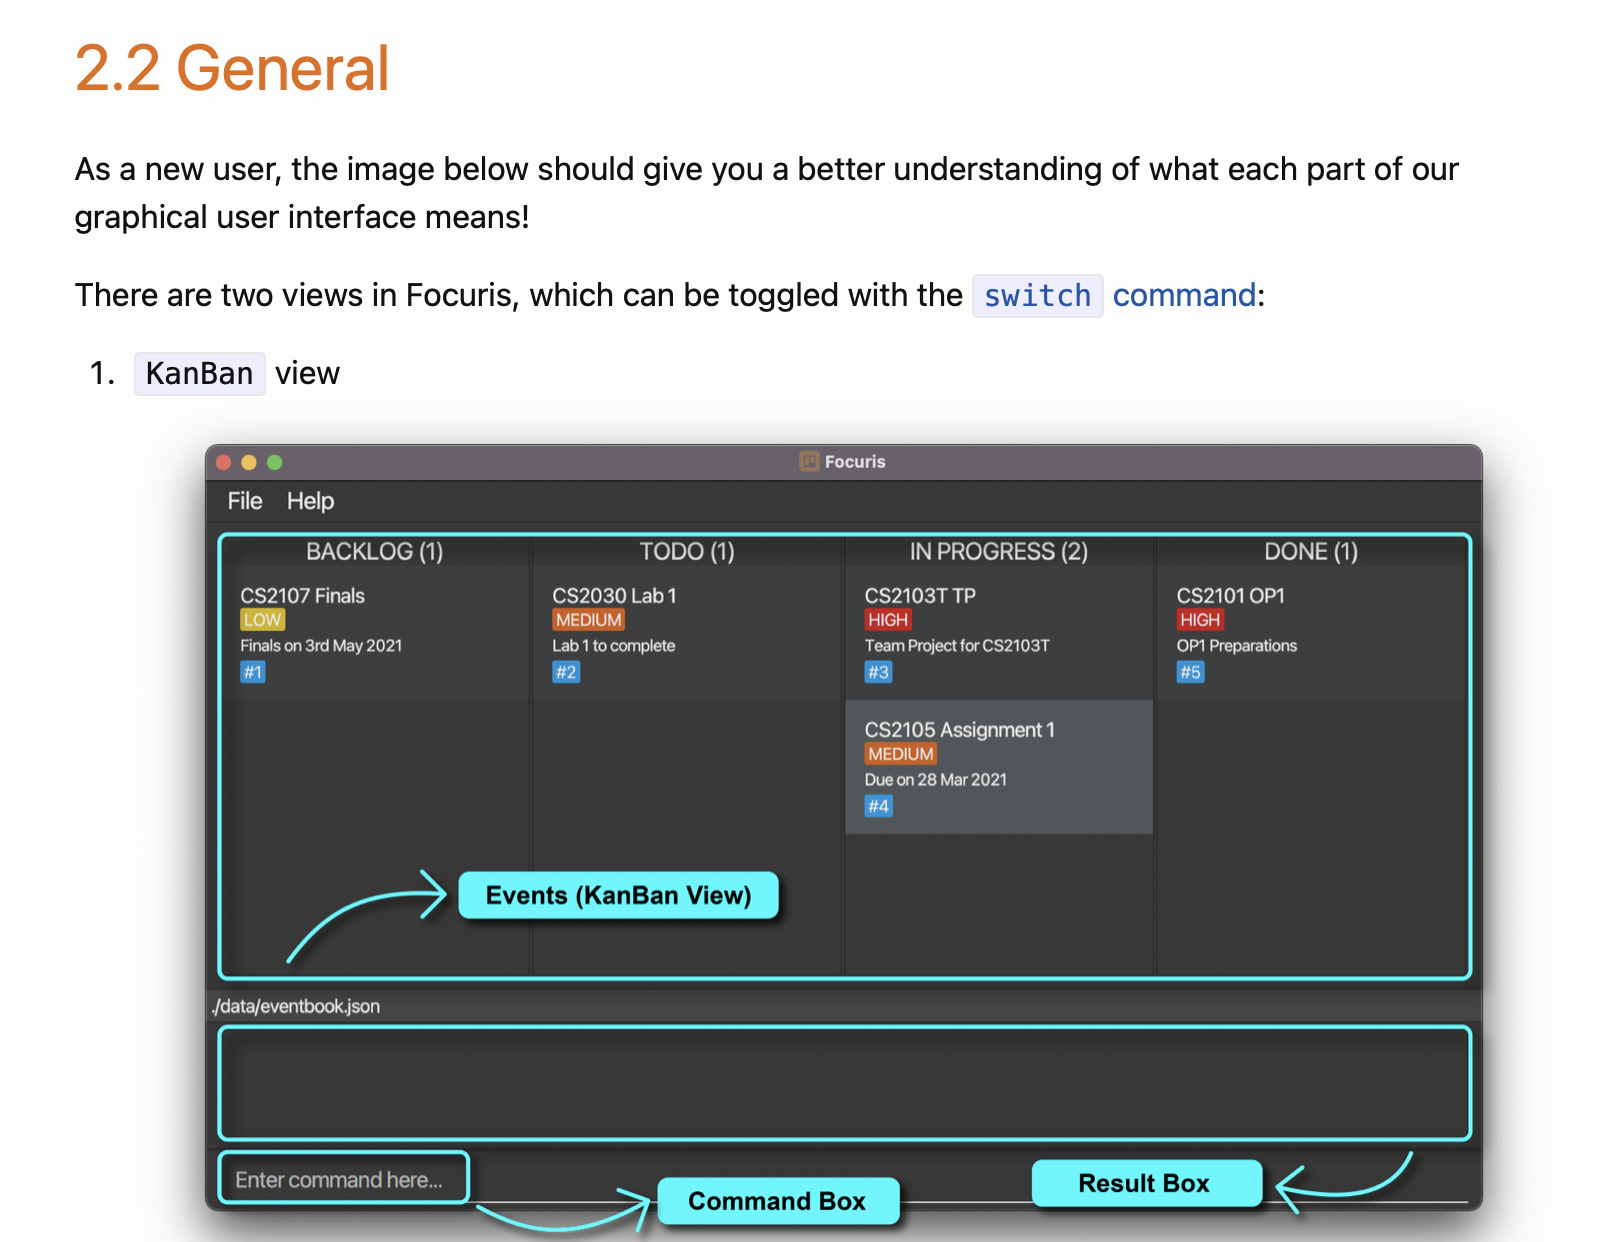 2.2 General
As a new user, the image below should give you a better understanding of what each part of our
graphical user interface means!
There are two views in Focuris, which can be toggled with the switch command:
1. KanBan view
Focuris
File Help
BACKLOG (1) TODO (1) IN PROGRESS (2) DONE (1)
CS2107 Finals CS2030 Lab 1 CS2103T TP CS2101 OP1
LOW MEDIUM HIGH HIGH
Finals on 3rd May 2021 Lab 1 to complete Team Project for CS2103T OP1 Preparations
#1 #2 #3 #5
CS2105 Assignment 1
MEDIUM
Due on 28 Mar 2021
#4
Events (KanBan View)
./data/eventbook.json
Enter command here...
Command Box
Result Box